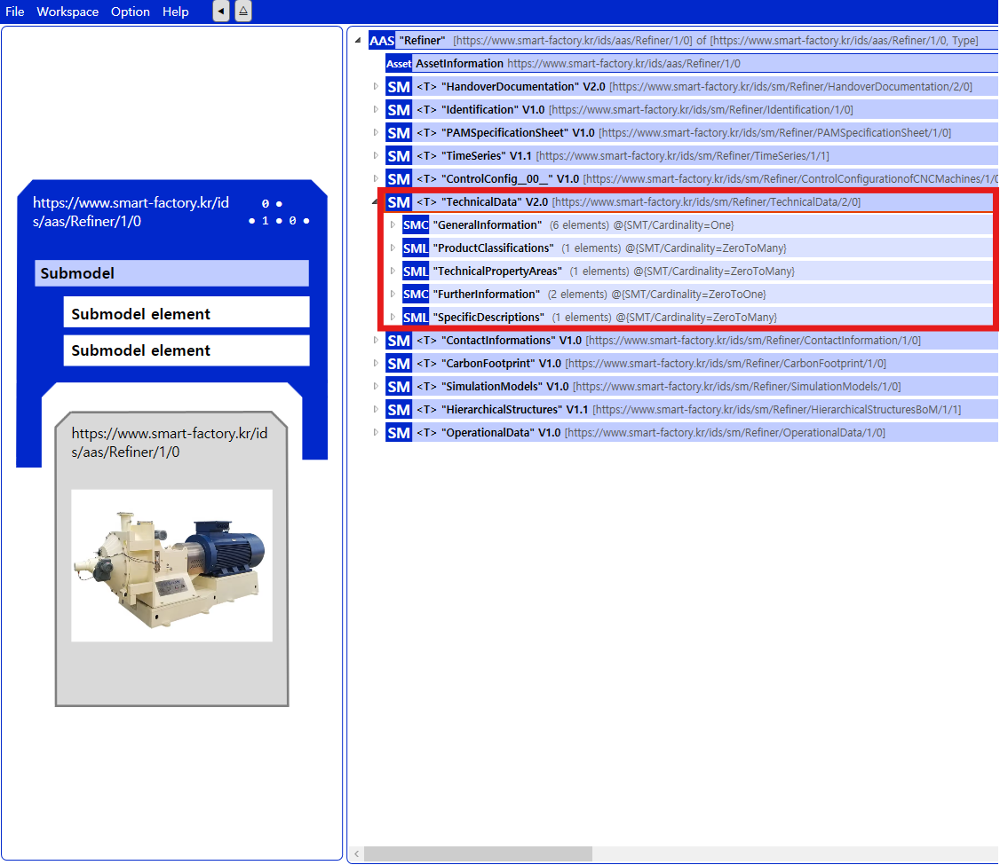 File Workspace Option Help
https://www.smart-factory.kr/id
s/aas/Refiner/1/0
0
1 0
Submodel
Submodel element
Submodel element
https://www.smart-factory.kr/id
s/aas/Refiner/1/0
AAS "Refiner" [https://www.smart-factory.kr/ids/aas/Refiner/1/0] of [https://www.smart-factory.kr/ids/aas/Refiner/1/0, Type]
Asset AssetInformation https://www.smart-factory.kr/ids/aas/Refiner/1/0
SM <T> "HandoverDocumentation" V2.0 [https://www.smart-factory.kr/ids/sm/Refiner/HandoverDocumentation/2/0]
SM <T> "Identification" V1.0 [https://www.smart-factory.kr/ids/sm/Refiner/Identification/1/0]
SM <T> "PAMSpecificationSheet" V1.0 [https://www.smart-factory.kr/ids/sm/Refiner/PAMSpecificationSheet/1/0]
SM <T> "TimeSeries" V1.1 [https://www.smart-factory.kr/ids/sm/Refiner/TimeSeries/1/1]
SM <T> "ControlConfig__00__" V1.0 [https://www.smart-factory.kr/ids/sm/Refiner/ControlConfigurationofCNCMachines/1/0
SM <T> "TechnicalData" V2.0 [https://www.smart-factory.kr/ids/sm/Refiner/TechnicalData/2/0]
SMC "GeneralInformation" (6 elements) @{SMT/Cardinality=One}
SML "ProductClassifications" (1 elements) @{SMT/Cardinality=ZeroToMany}
SML "TechnicalPropertyAreas" (1 elements) @{SMT/Cardinality=ZeroToMany}
SMC "FurtherInformation" (2 elements) @{SMT/Cardinality=ZeroToOne}
SML "SpecificDescriptions" (1 elements) @{SMT/Cardinality=ZeroToMany}
SM <T> "ContactInformations" V1.0 [https://www.smart-factory.kr/ids/sm/Refiner/ContactInformation/1/0]
SM <T> "CarbonFootprint" V1.0 [https://www.smart-factory.kr/ids/sm/Refiner/CarbonFootprint/1/0]
SM <T> "SimulationModels" V1.0 [https://www.smart-factory.kr/ids/sm/Refiner/SimulationModels/1/0]
SM <T> "HierarchicalStructures" V1.1 [https://www.smart-factory.kr/ids/sm/Refiner/HierarchicalStructuresBoM/1/1]
SM <T> "OperationalData" V1.0 [https://www.smart-factory.kr/ids/sm/Refiner/OperationalData/1/0]